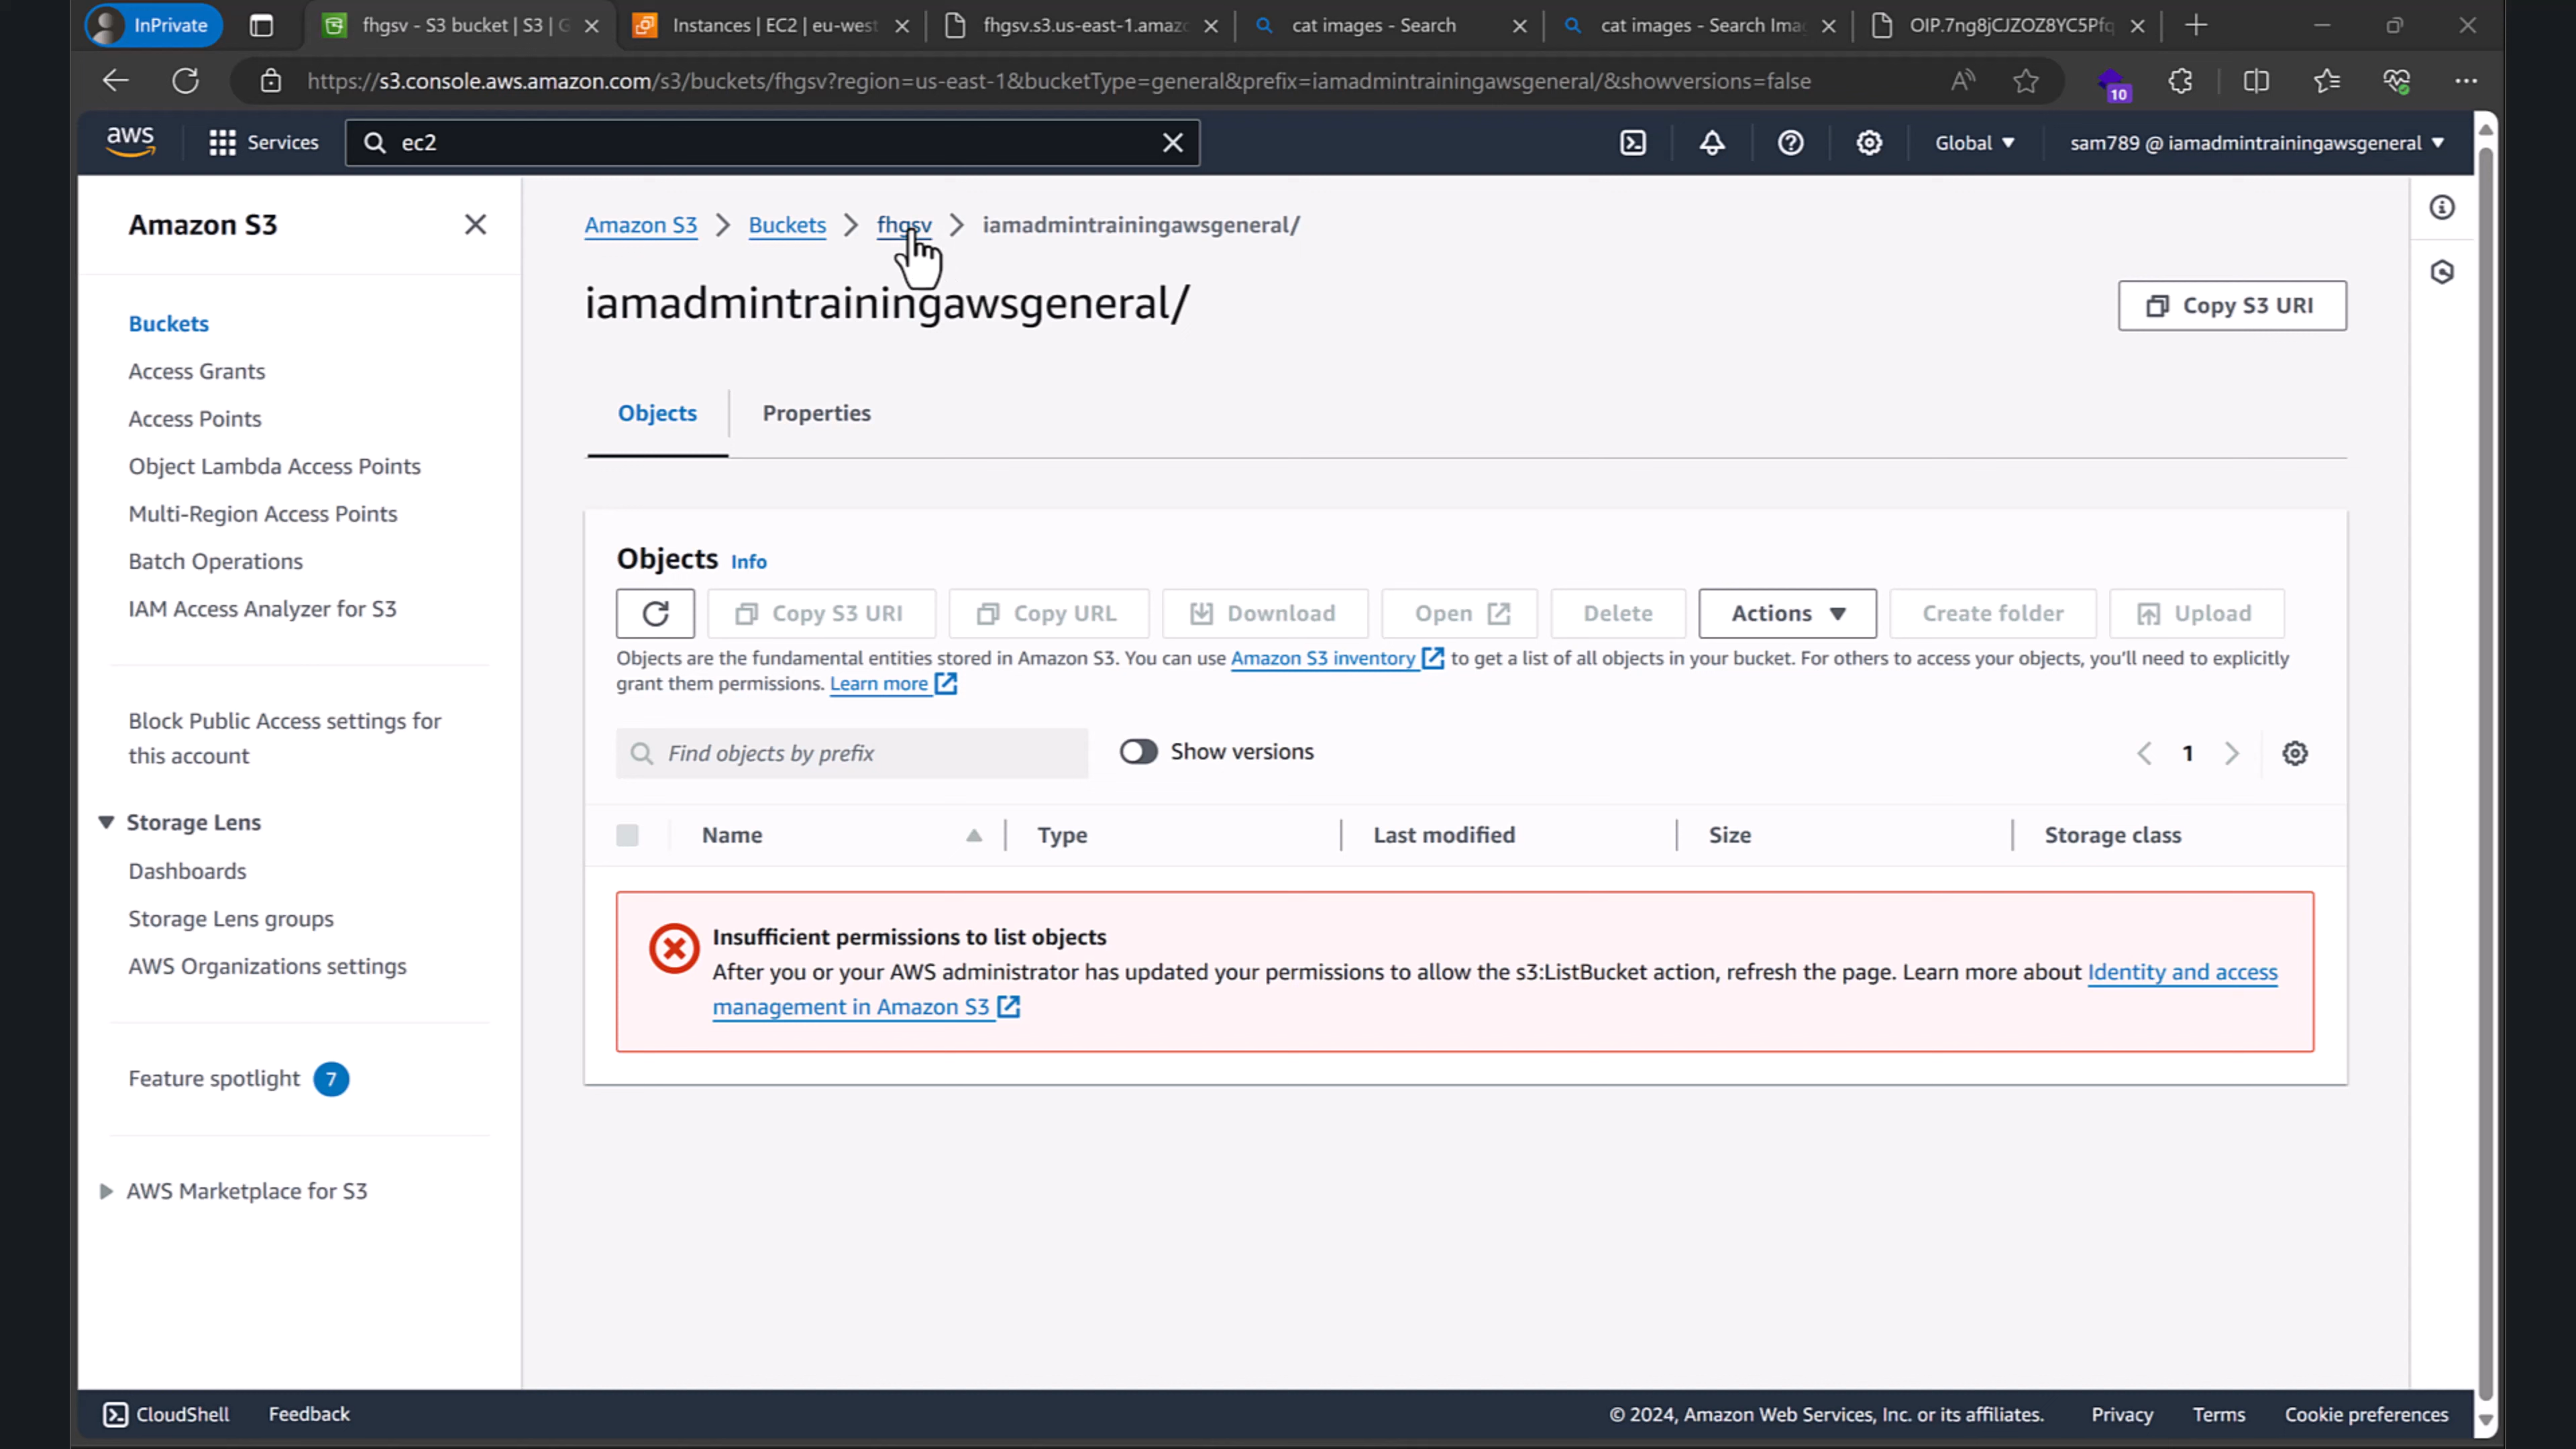 InPrivate
fhgsv - S3 bucket | S3 | G
Instances | EC2 | eu-west
fhgsv.s3.us-east-1.amazo
cat images - Search
cat images - Search Imag
OIP.7ng8jCJZOZ8YC5Pfq
https://s3.console.aws.amazon.com/s3/buckets/fhgsv?region=us-east-1&bucketType=general&prefix=iamadmintrainingawsgeneral/&showversions=false
10
aws
Services
ec2
Global
sam789 @ iamadmintrainingawsgeneral
Amazon S3
Buckets
Access Grants
Access Points
Object Lambda Access Points
Multi-Region Access Points
Batch Operations
IAM Access Analyzer for S3
Block Public Access settings for
this account
Storage Lens
Dashboards
Storage Lens groups
AWS Organizations settings
Feature spotlight 7
AWS Marketplace for S3
Amazon S3 > Buckets > fhgsv > iamadmintrainingawsgeneral/
iamadmintrainingawsgeneral/
Copy S3 URI
Objects
Properties
Objects Info
Copy S3 URI
Copy URL
Download
Open
Delete
Actions
Create folder
Upload
Objects are the fundamental entities stored in Amazon S3. You can use Amazon S3 inventory to get a list of all objects in your bucket. For others to access your objects, you'll need to explicitly
grant them permissions. Learn more
Find objects by prefix
Show versions
1
Name
Type
Last modified
Size
Storage class
Insufficient permissions to list objects
After you or your AWS administrator has updated your permissions to allow the s3:ListBucket action, refresh the page. Learn more about Identity and access
management in Amazon S3
CloudShell
Feedback
© 2024, Amazon Web Services, Inc. or its affiliates.
Privacy
Terms
Cookie preferences